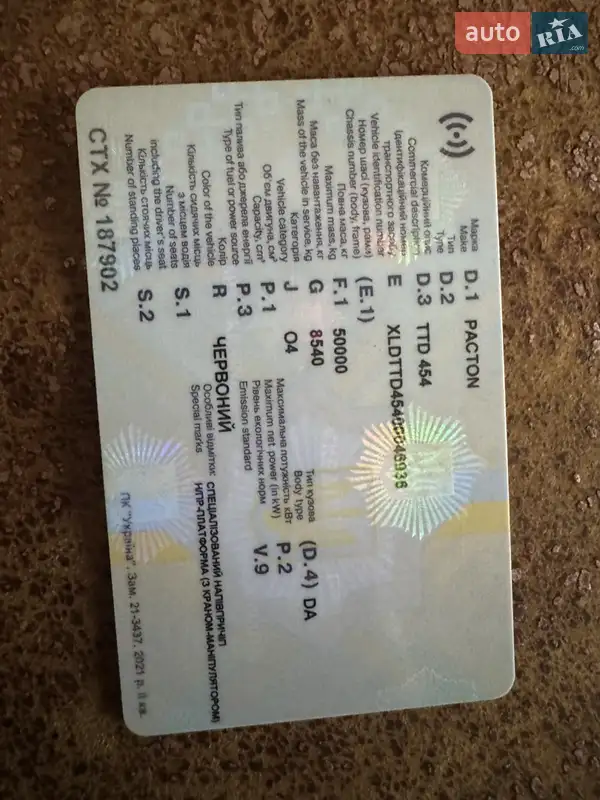 auto RIA.com
Марка
Make
D.1 PACTON
Тип
Type
D.2
Комерційний опис
Commercial description
D.3 TTD 454
Ідентифікаційний номер
транспортного засобу
Vehicle identification number
E
Номер шасі (кузова, рами)
Chassis number (body, frame)
(E.1)
Повна маса, кг
Maximum mass, kg
F.1 50000
Маса без навантаження, кг
Mass of the vehicle in service, kg
G 8540
Категорія
Vehicle category
J O4
Об'єм двигуна, см³
Capacity, cm³
P.1
Тип палива або джерела енергії
Type of fuel or power source
P.3
Колір
Color of the vehicle
R ЧЕРВОНИЙ
Кількість сидячих місць
з місцем водія
Number of seats
including the driver's seat
S.1
Кількість стоячих місць
Number of standing places
S.2
Тип кузова
Body type
(D.4) DA
Максимальна потужність кВт
Maximum net power (in kW)
P.2
Рівень екологічних норм
Emission standard
V.9
Особливі відмітки:
Special marks
СПЕЦІАЛІЗОВАНИЙ НАПІВПРИЧІП
Н/ПР-ПЛАТФОРМА (З КРАНОМ-МАНІПУЛЯТОРОМ)
СТХ № 187902
ПК "Україна". Зам. 21-3437. 2021 р. II кв.